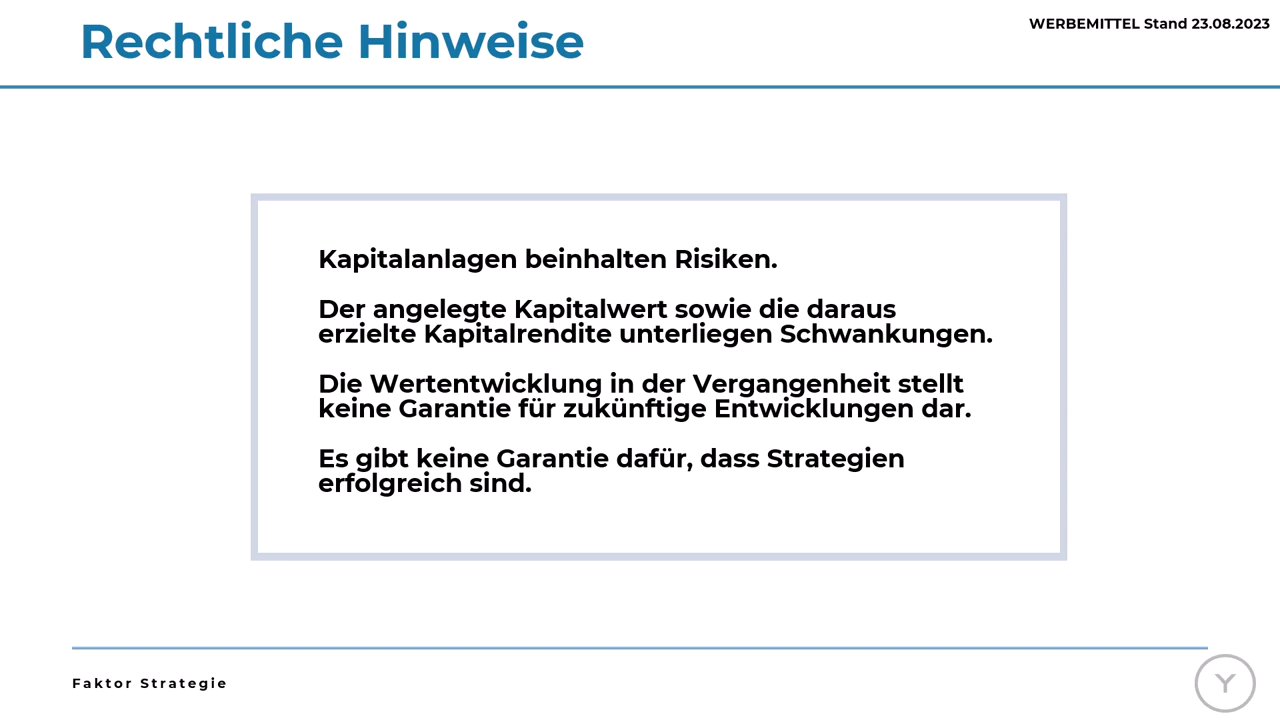 Rechtliche Hinweise
WERBEMITTEL Stand 23.08.2023
Kapitalanlagen beinhalten Risiken.
Der angelegte Kapitalwert sowie die daraus
erzielte Kapitalrendite unterliegen Schwankungen.
Die Wertentwicklung in der Vergangenheit stellt
keine Garantie für zukünftige Entwicklungen dar.
Es gibt keine Garantie dafür, dass Strategien
erfolgreich sind.
Faktor Strategie
Y